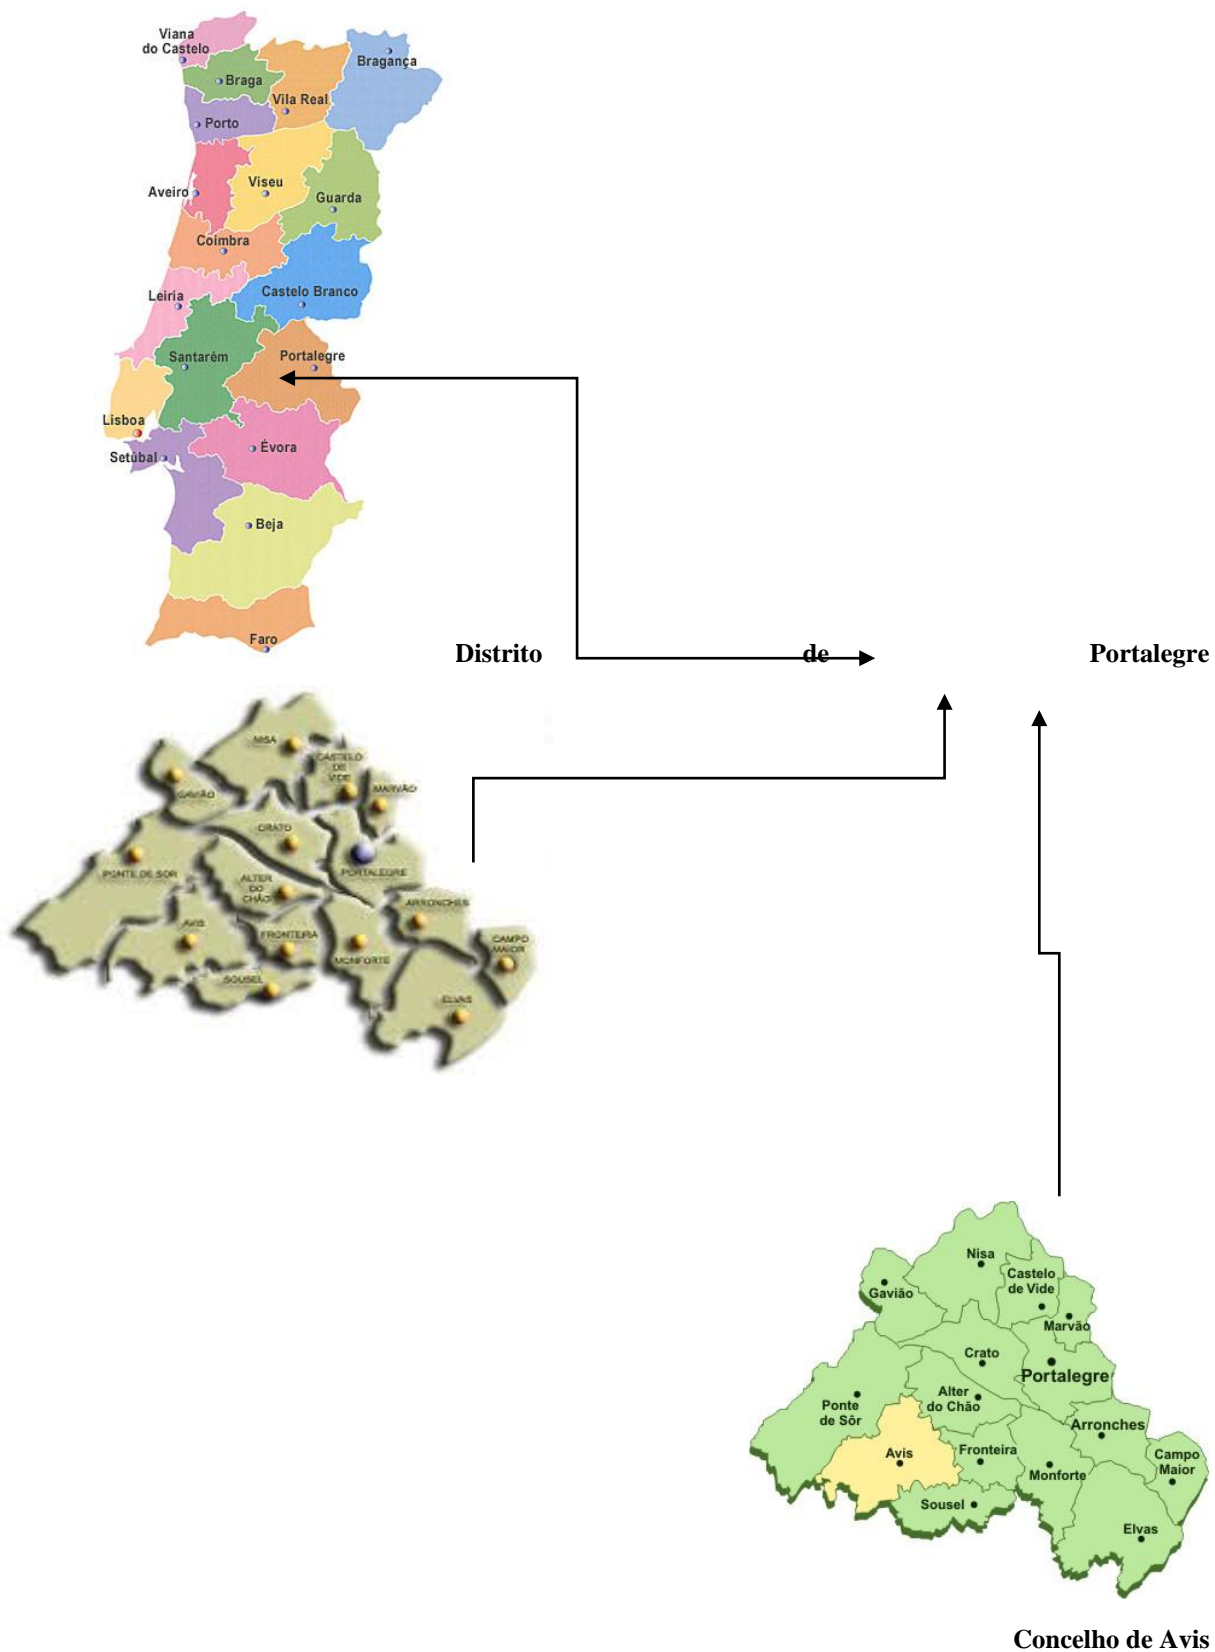 Viana
do Castelo
Bragança
Braga
Vila Real
Porto
Viseu
Aveiro
Guarda
Coimbra
Castelo Branco
Leiria
Santarém
Portalegre
Lisboa
Évora
Setúbal
Beja
Faro
Distrito de Portalegre
NISA
CASTELO
DE
VIDE
GAVIÃO
MARVÃO
CRATO
PONTE DE SOR
PORTALEGRE
ALTER
DO
CHÃO
ARRONCHES
AVIS
FRONTEIRA
CAMPO
MAIOR
MONFORTE
SOUSEL
ELVAS
Nisa
Castelo
de Vide
Gavião
Marvão
Crato
Portalegre
Alter
do Chão
Ponte
de Sôr
Arronches
Avis
Fronteira
Campo
Maior
Monforte
Sousel
Elvas
Concelho de Avis